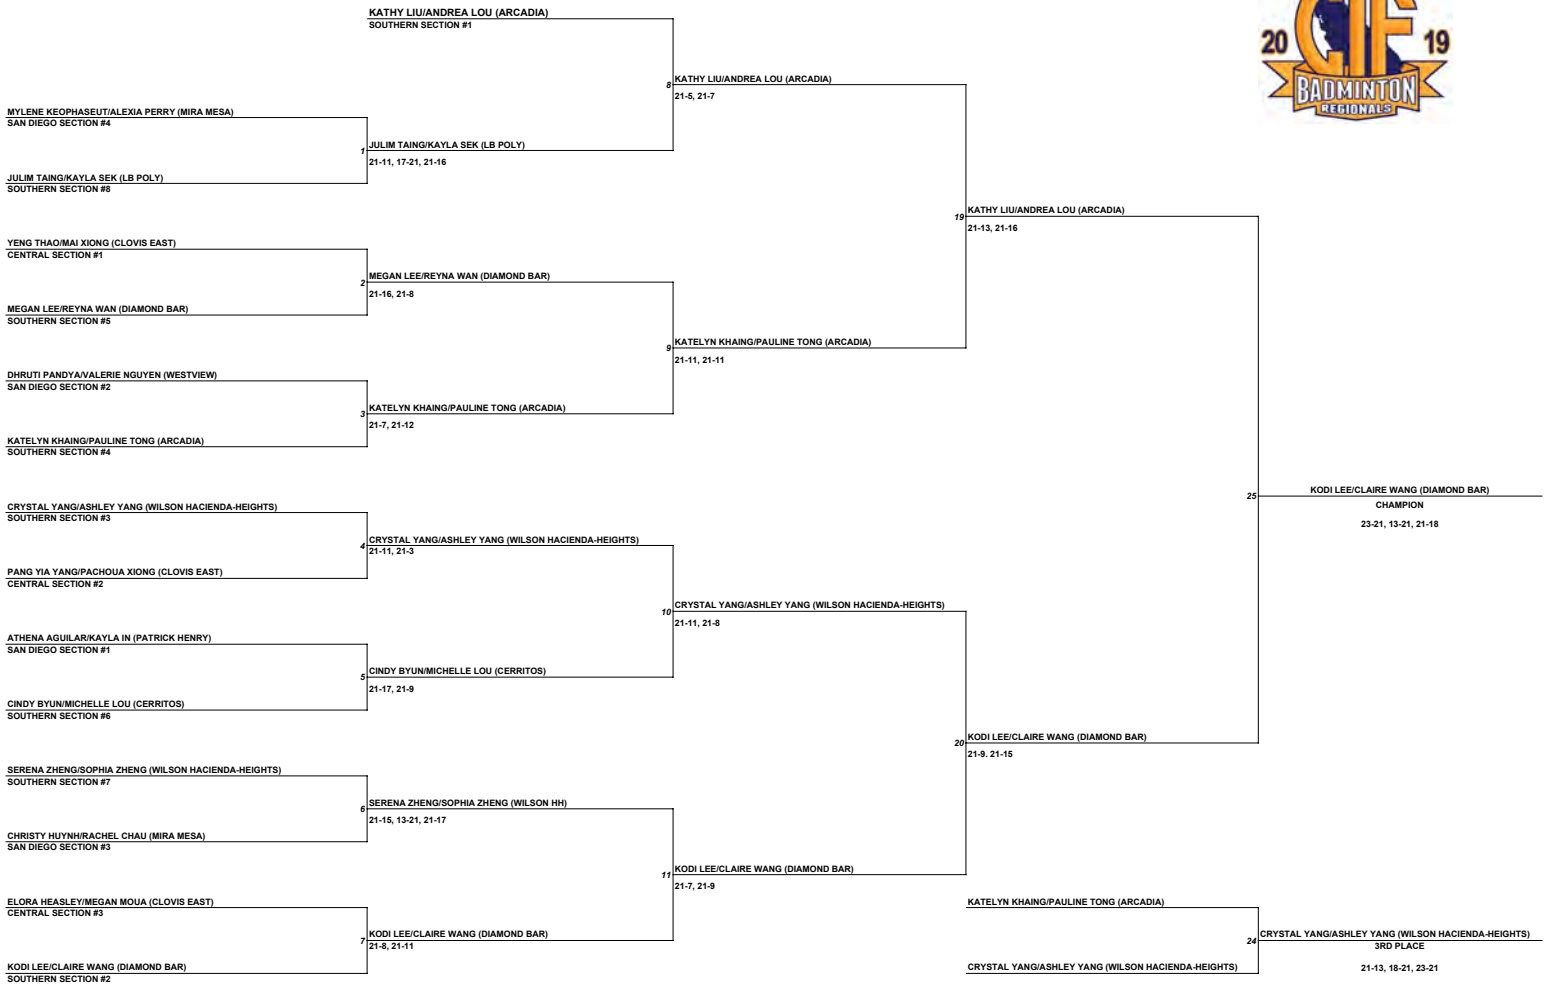 KATHY LIU/ANDREA LOU (ARCADIA)
SOUTHERN SECTION #1
20 CIF 19
BADMINTON
REGIONALS
8 KATHY LIU/ANDREA LOU (ARCADIA)
21-5, 21-7
MYLENE KEOPHASEUT/ALEXIA PERRY (MIRA MESA)
SAN DIEGO SECTION #4
1 JULIM TAING/KAYLA SEK (LB POLY)
21-11, 17-21, 21-16
JULIM TAING/KAYLA SEK (LB POLY)
SOUTHERN SECTION #8
19 KATHY LIU/ANDREA LOU (ARCADIA)
21-13, 21-16
YENG THAO/MAI XIONG (CLOVIS EAST)
CENTRAL SECTION #1
2 MEGAN LEE/REYNA WAN (DIAMOND BAR)
21-16, 21-8
MEGAN LEE/REYNA WAN (DIAMOND BAR)
SOUTHERN SECTION #5
9 KATELYN KHAING/PAULINE TONG (ARCADIA)
21-11, 21-11
DHRUTI PANDYA/VALERIE NGUYEN (WESTVIEW)
SAN DIEGO SECTION #2
3 KATELYN KHAING/PAULINE TONG (ARCADIA)
21-7, 21-12
KATELYN KHAING/PAULINE TONG (ARCADIA)
SOUTHERN SECTION #4
25 KODI LEE/CLAIRE WANG (DIAMOND BAR)
CHAMPION
23-21, 13-21, 21-18
CRYSTAL YANG/ASHLEY YANG (WILSON HACIENDA-HEIGHTS)
SOUTHERN SECTION #3
4 CRYSTAL YANG/ASHLEY YANG (WILSON HACIENDA-HEIGHTS)
21-11, 21-3
PANG YIA YANG/PACHOUA XIONG (CLOVIS EAST)
CENTRAL SECTION #2
10 CRYSTAL YANG/ASHLEY YANG (WILSON HACIENDA-HEIGHTS)
21-11, 21-8
ATHENA AGUILAR/KAYLA IN (PATRICK HENRY)
SAN DIEGO SECTION #1
5 CINDY BYUN/MICHELLE LOU (CERRITOS)
21-17, 21-9
CINDY BYUN/MICHELLE LOU (CERRITOS)
SOUTHERN SECTION #6
20 KODI LEE/CLAIRE WANG (DIAMOND BAR)
21-9. 21-15
SERENA ZHENG/SOPHIA ZHENG (WILSON HACIENDA-HEIGHTS)
SOUTHERN SECTION #7
6 SERENA ZHENG/SOPHIA ZHENG (WILSON HH)
21-15, 13-21, 21-17
CHRISTY HUYNH/RACHEL CHAU (MIRA MESA)
SAN DIEGO SECTION #3
11 KODI LEE/CLAIRE WANG (DIAMOND BAR)
21-7, 21-9
ELORA HEASLEY/MEGAN MOUA (CLOVIS EAST)
CENTRAL SECTION #3
7 KODI LEE/CLAIRE WANG (DIAMOND BAR)
21-8, 21-11
KODI LEE/CLAIRE WANG (DIAMOND BAR)
SOUTHERN SECTION #2
KATELYN KHAING/PAULINE TONG (ARCADIA)
24 CRYSTAL YANG/ASHLEY YANG (WILSON HACIENDA-HEIGHTS)
3RD PLACE
21-13, 18-21, 23-21
CRYSTAL YANG/ASHLEY YANG (WILSON HACIENDA-HEIGHTS)